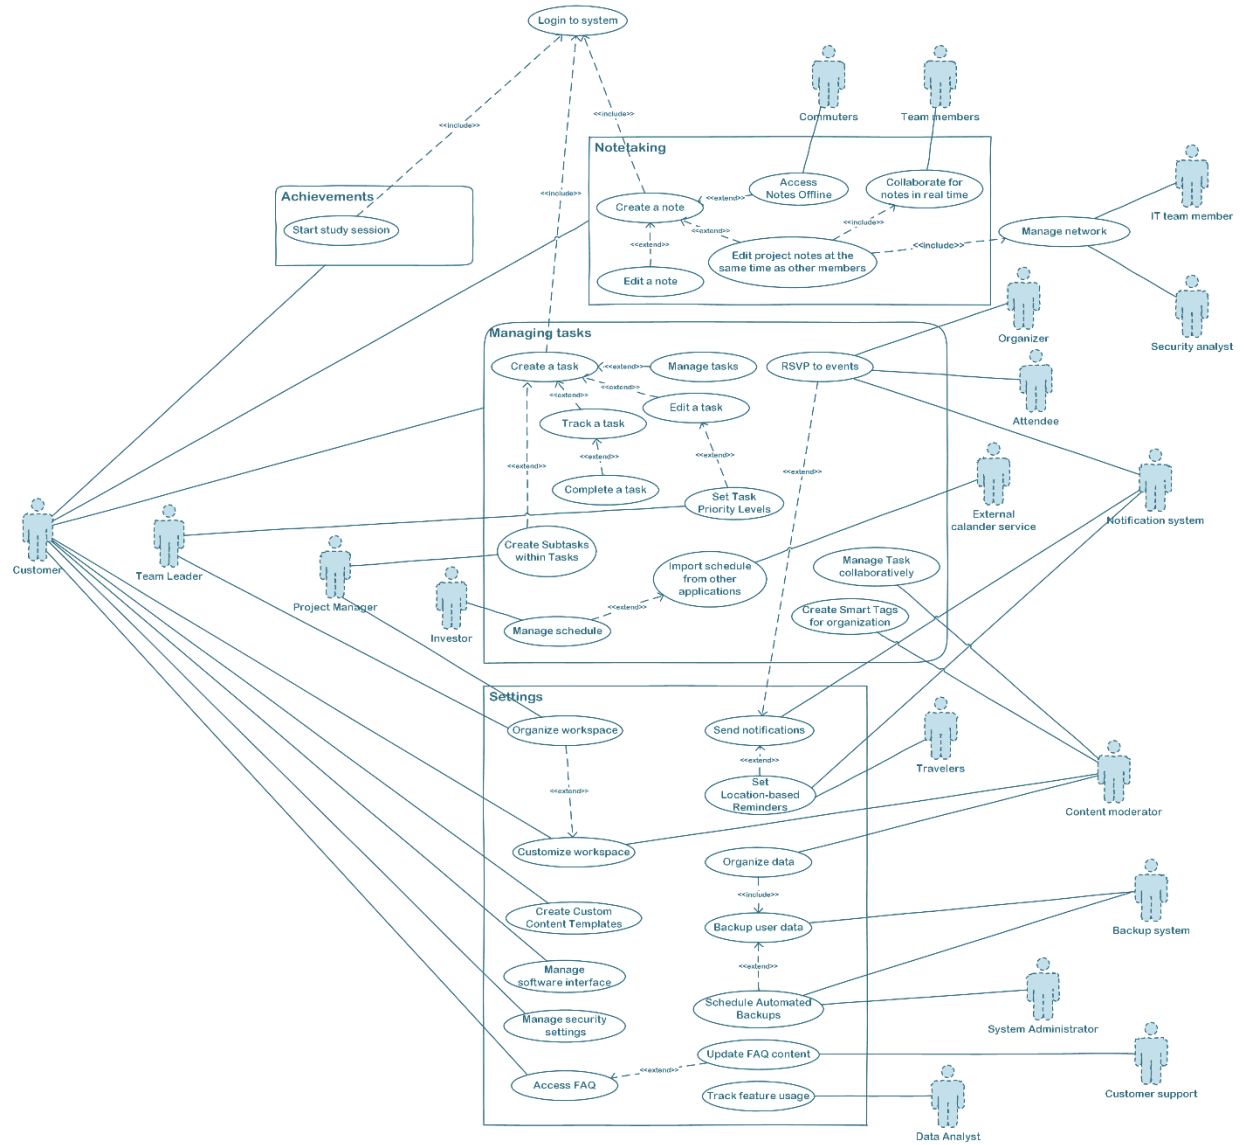 Login to system
<<include>>
<<include>>
<<include>>
Commuters
Team members
Notetaking
Access
Notes Offline
Collaborate for
notes in real time
Create a note
<<extend>>
<<include>>
<<extend>>
<<extend>>
Edit project notes at the
same time as other members
<<include>>
Edit a note
Manage network
IT team member
Security analyst
Achievements
Start study session
Managing tasks
Create a task
<<extend>>
Manage tasks
RSVP to events
Organizer
Attendee
<<extend>>
<<extend>>
Edit a task
Track a task
<<extend>>
<<extend>>
<<extend>>
<<extend>>
Complete a task
Set Task
Priority Levels
External
calander service
Notification system
Create Subtasks
within Tasks
Import schedule
from other
applications
Manage Task
collaboratively
Create Smart Tags
for organization
<<extend>>
Manage schedule
Customer
Team Leader
Project Manager
Investor
Settings
Organize workspace
Send notifications
<<extend>>
<<extend>>
Set
Location-based
Reminders
Travelers
Content moderator
Customize workspace
Organize data
<<include>>
Create Custom
Content Templates
Backup user data
Backup system
<<extend>>
Manage
software interface
Schedule Automated
Backups
System Administrator
Manage security
settings
Update FAQ content
<<extend>>
Access FAQ
Customer support
Track feature usage
Data Analyst